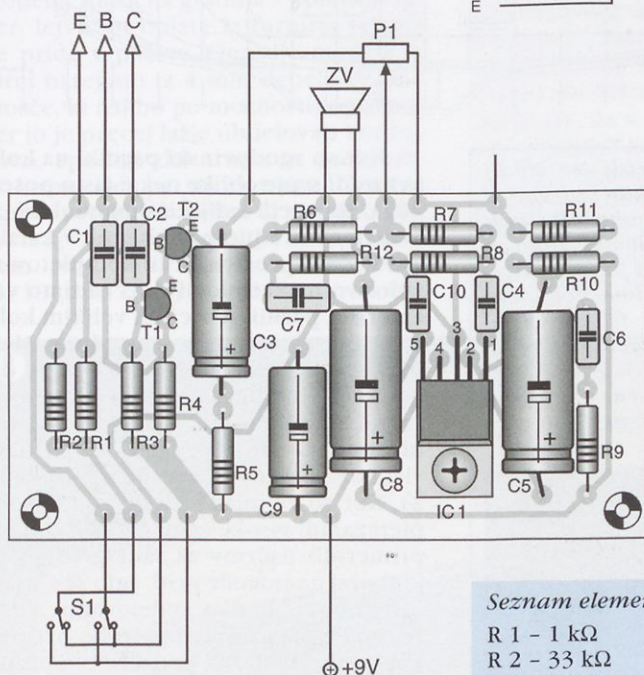 E
E B C
P1
ZV
C1 C2 T2 E B C
R6 R7 R11
R12 R8 R10
E B C T1
C3 C7 C10 C4 C6
5 4 3 2 1
+ + +
R2 R1 R3 R4
R5 C9 C8 IC1 C5 R9
S1
+9V
Seznam eleme
R 1 – 1 kΩ
R 2 – 33 kΩ